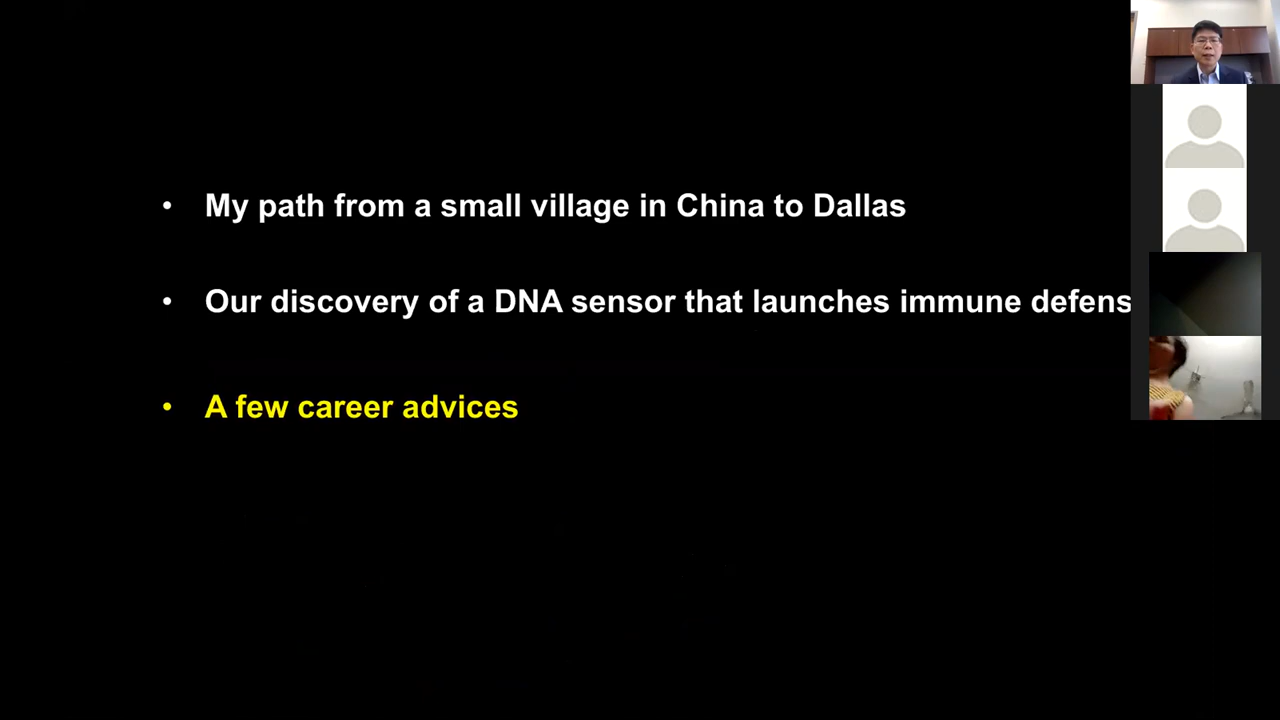 • My path from a small village in China to Dallas
• Our discovery of a DNA sensor that launches immune defens
• A few career advices